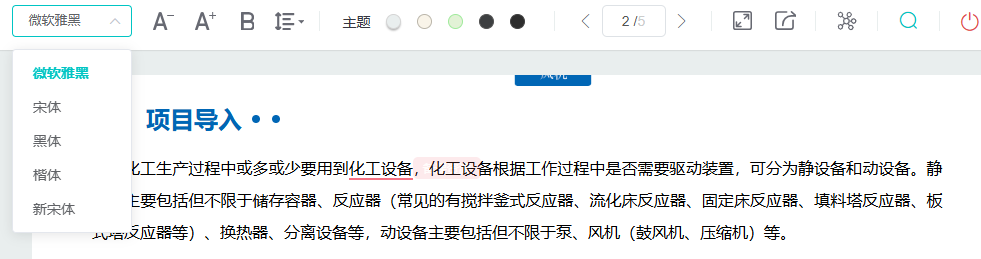 微软雅黑 A⁻ A⁺ B 主题 2 /5
微软雅黑
宋体
黑体
楷体
新宋体
风机
项目导入 • •
化工生产过程中或多或少要用到化工设备，化工设备根据工作过程中是否需要驱动装置，可分为静设备和动设备。静
主要包括但不限于储存容器、反应器（常见的有搅拌釜式反应器、流化床反应器、固定床反应器、填料塔反应器、板
式塔反应器等）、换热器、分离设备等，动设备主要包括但不限于泵、风机（鼓风机、压缩机）等。